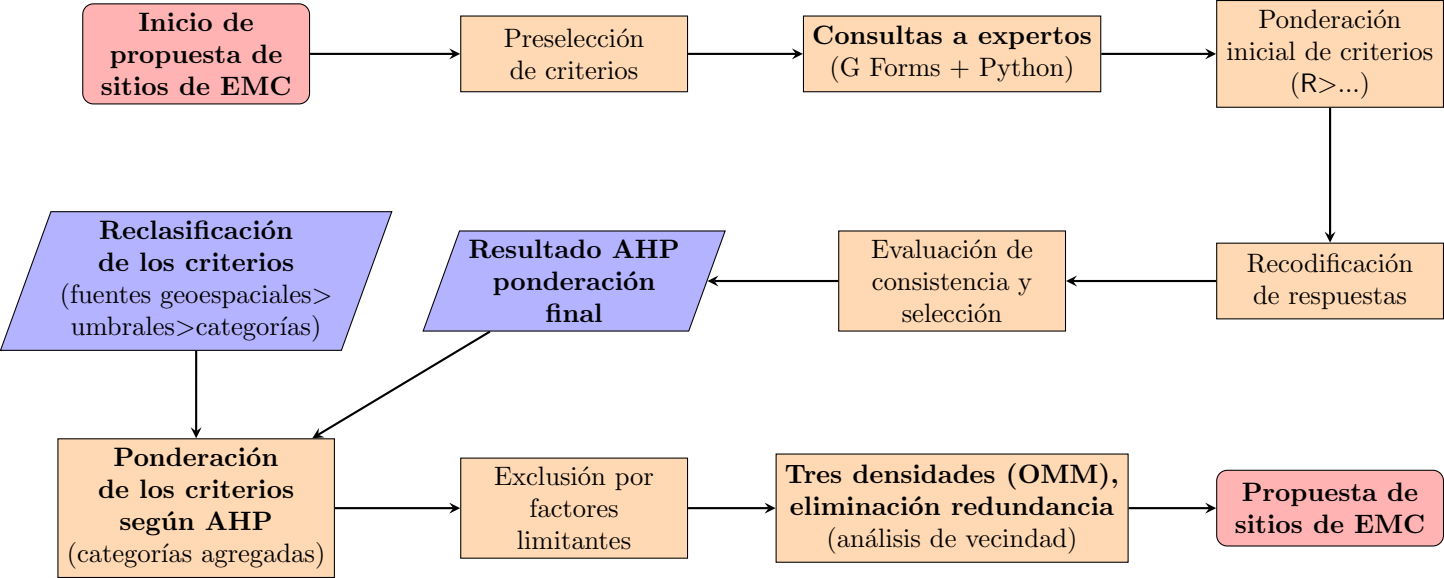 Inicio de
propuesta de
sitios de EMC
Preselección
de criterios
Consultas a expertos
(G Forms + Python)
Ponderación
inicial de criterios
(R>...)
Recodificación
de respuestas
Evaluación de
consistencia y
selección
Resultado AHP
ponderación
final
Reclasificación
de los criterios
(fuentes geoespaciales>
umbrales>categorías)
Ponderación
de los criterios
según AHP
(categorías agregadas)
Exclusión por
factores
limitantes
Tres densidades (OMM),
eliminación redundancia
(análisis de vecindad)
Propuesta de
sitios de EMC